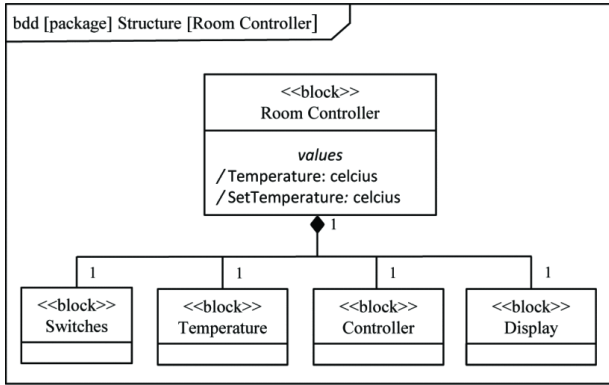 bdd [package] Structure [Room Controller]
<<block>>
Room Controller
values
/Temperature: celcius
/SetTemperature: celcius
1
1
1
1
1
<<block>>
Switches
<<block>>
Temperature
<<block>>
Controller
<<block>>
Display